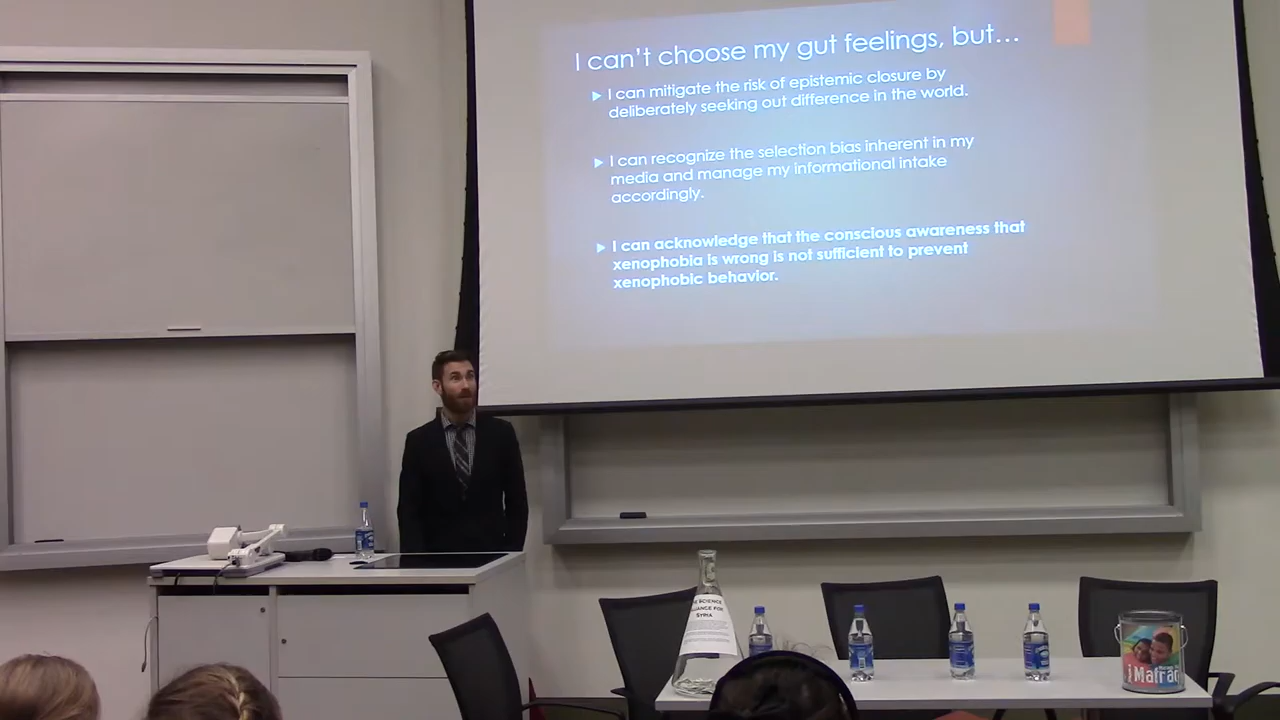 I can't choose my gut feelings, but...
I can mitigate the risk of epistemic closure by
deliberately seeking out difference in the world.
I can recognize the selection bias inherent in my
media and manage my informational intake
accordingly.
I can acknowledge that the conscious awareness that
xenophobia is wrong is not sufficient to prevent
xenophobic behavior.
SCIENCE
FOR
SYRIA